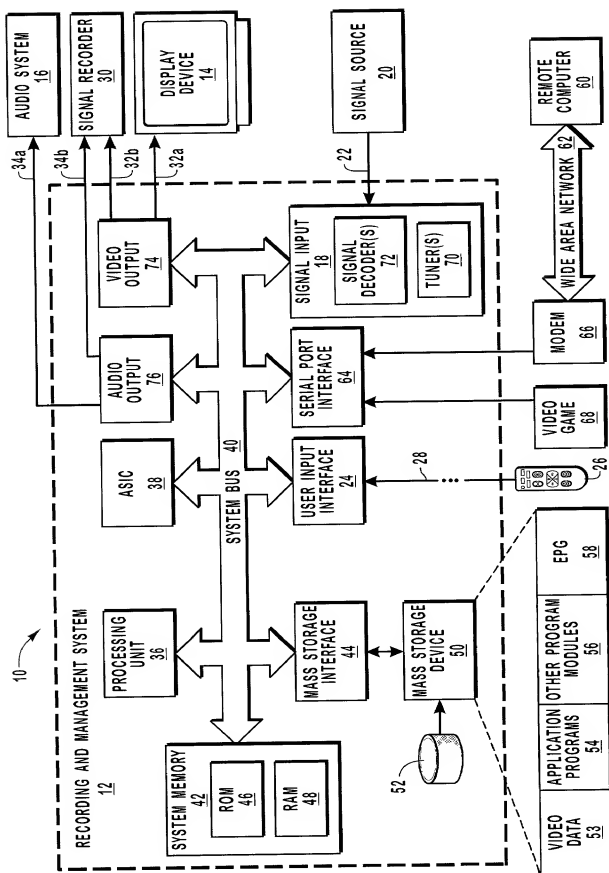 10
RECORDING AND MANAGEMENT SYSTEM
12
PROCESSING
UNIT
36
ASIC
38
AUDIO
OUTPUT
76
VIDEO
OUTPUT
74
34a
34b
32b
32a
AUDIO SYSTEM
16
SIGNAL RECORDER
30
DISPLAY
DEVICE
14
SYSTEM MEMORY
42
ROM
46
RAM
48
SYSTEM BUS
40
MASS STORAGE
INTERFACE
44
USER INPUT
INTERFACE
24
SERIAL PORT
INTERFACE
64
SIGNAL INPUT
18
SIGNAL
DECODER(S)
72
TUNER(S)
70
22
SIGNAL SOURCE
20
52
MASS STORAGE
DEVICE
50
28
26
VIDEO
GAME
68
MODEM
66
WIDE AREA NETWORK
62
REMOTE
COMPUTER
60
VIDEO
DATA
53
APPLICATION
PROGRAMS
54
OTHER PROGRAM
MODULES
56
EPG
58